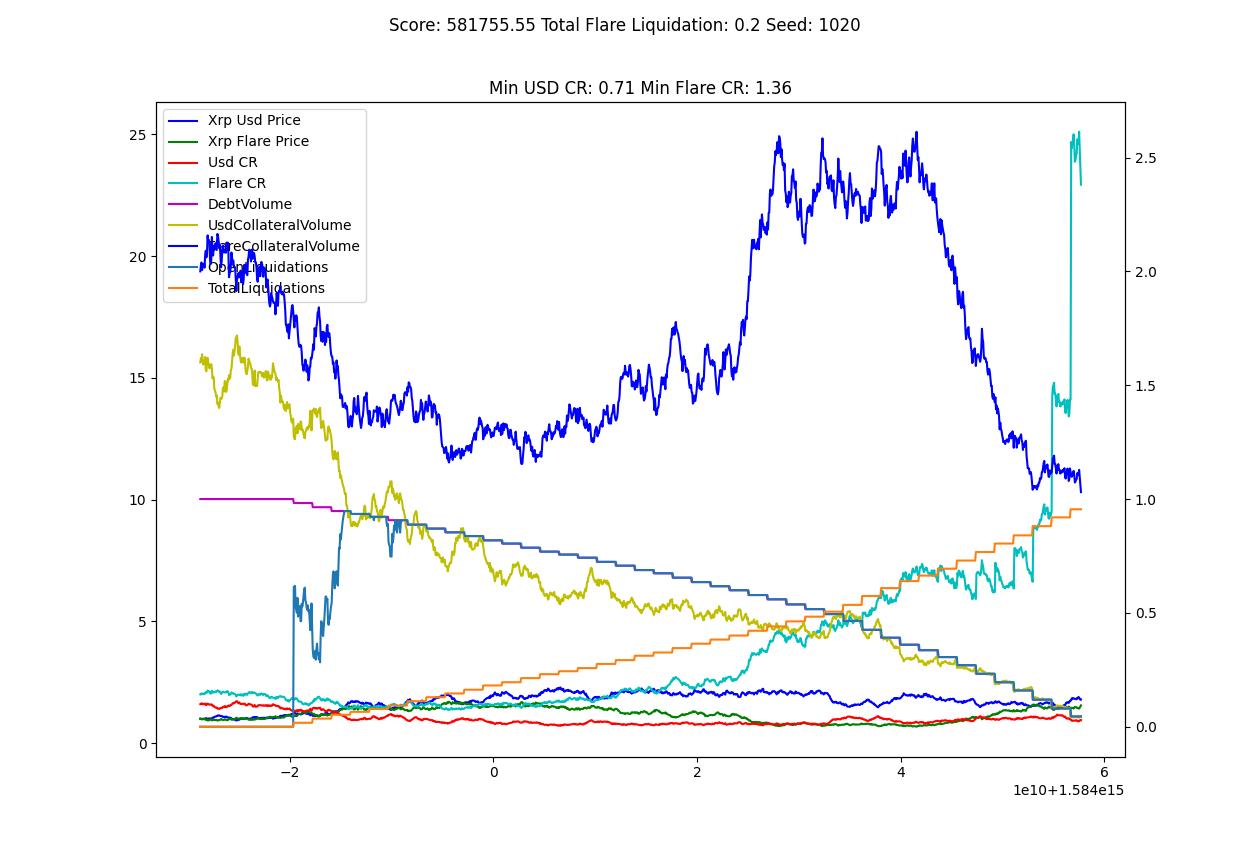 Score: 581755.55 Total Flare Liquidation: 0.2 Seed: 1020
Min USD CR: 0.71 Min Flare CR: 1.36
Xrp Usd Price
Xrp Flare Price
Usd CR
Flare CR
DebtVolume
UsdCollateralVolume
FlareCollateralVolume
OpenLiquidations
TotalLiquidations
25
20
15
10
5
0
2.5
2.0
1.5
1.0
0.5
0.0
−2
0
2
4
6
1e10+1.584e15